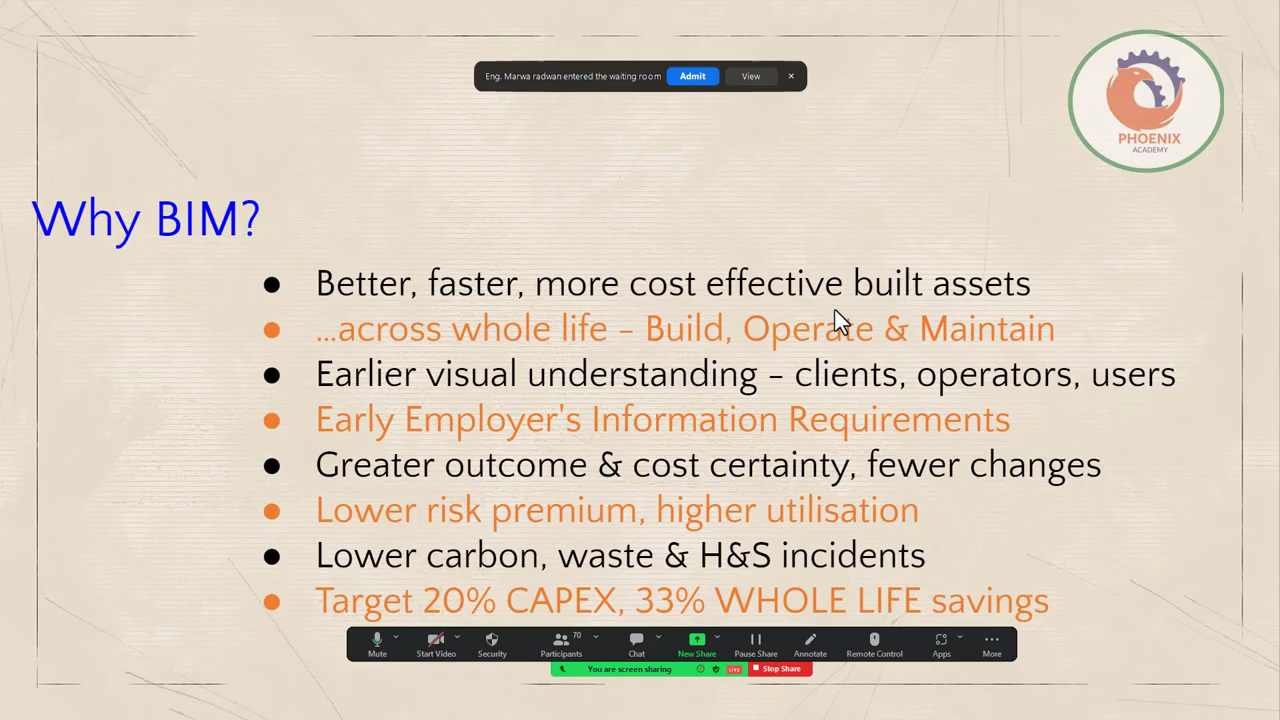 Eng. Marwa radwan entered the waiting room Admit View
PHOENIX
ACADEMY
Why BIM?
● Better, faster, more cost effective built assets
● ...across whole life – Build, Operate & Maintain
● Earlier visual understanding – clients, operators, users
● Early Employer's Information Requirements
● Greater outcome & cost certainty, fewer changes
● Lower risk premium, higher utilisation
● Lower carbon, waste & H&S incidents
● Target 20% CAPEX, 33% WHOLE LIFE savings
70
Mute Start Video Security Participants Chat New Share Pause Share Annotate Remote Control Apps More
You are screen sharing LIVE Stop Share